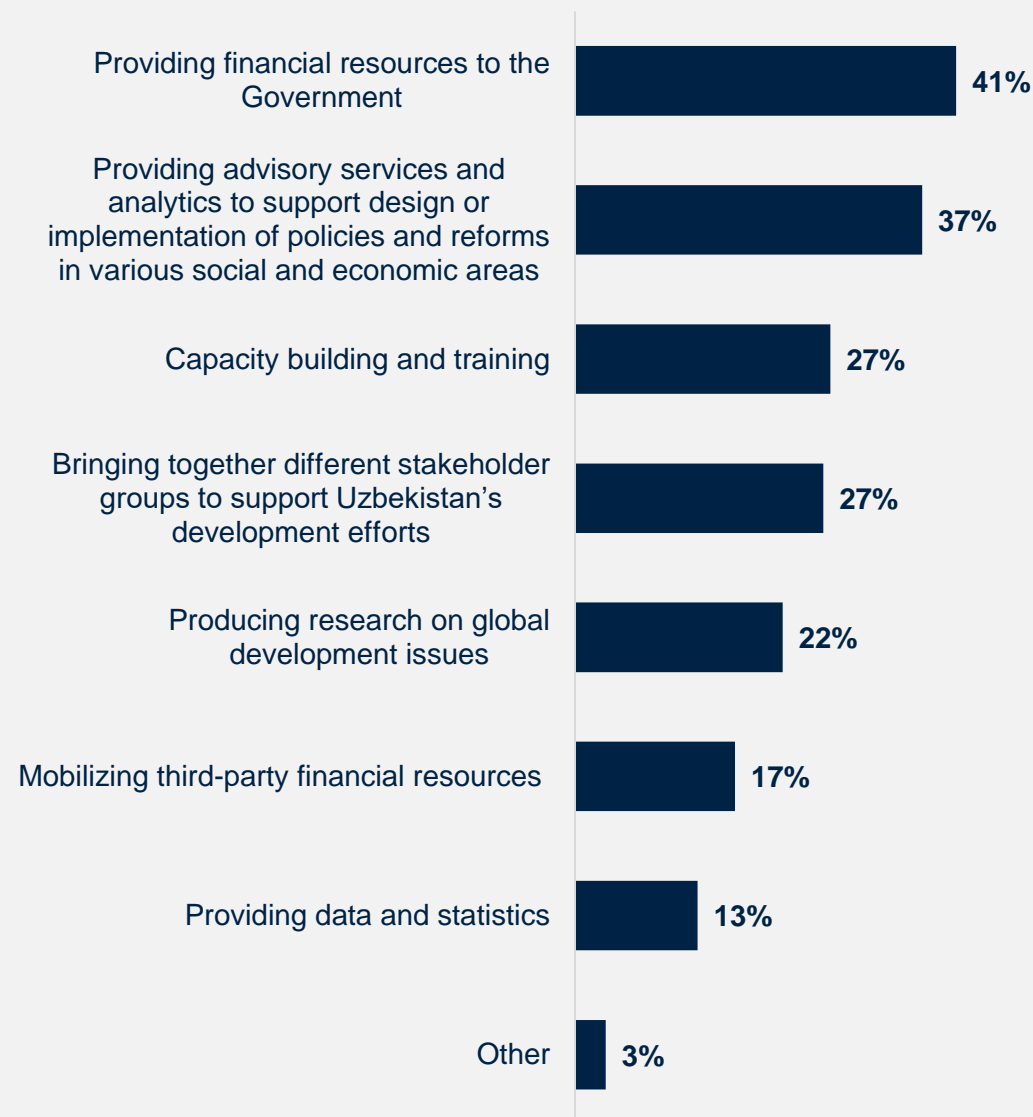 Providing financial resources to the
Government
41%
Providing advisory services and
analytics to support design or
implementation of policies and reforms
in various social and economic areas
37%
Capacity building and training
27%
Bringing together different stakeholder
groups to support Uzbekistan’s
development efforts
27%
Producing research on global
development issues
22%
Mobilizing third-party financial resources
17%
Providing data and statistics
13%
Other
3%